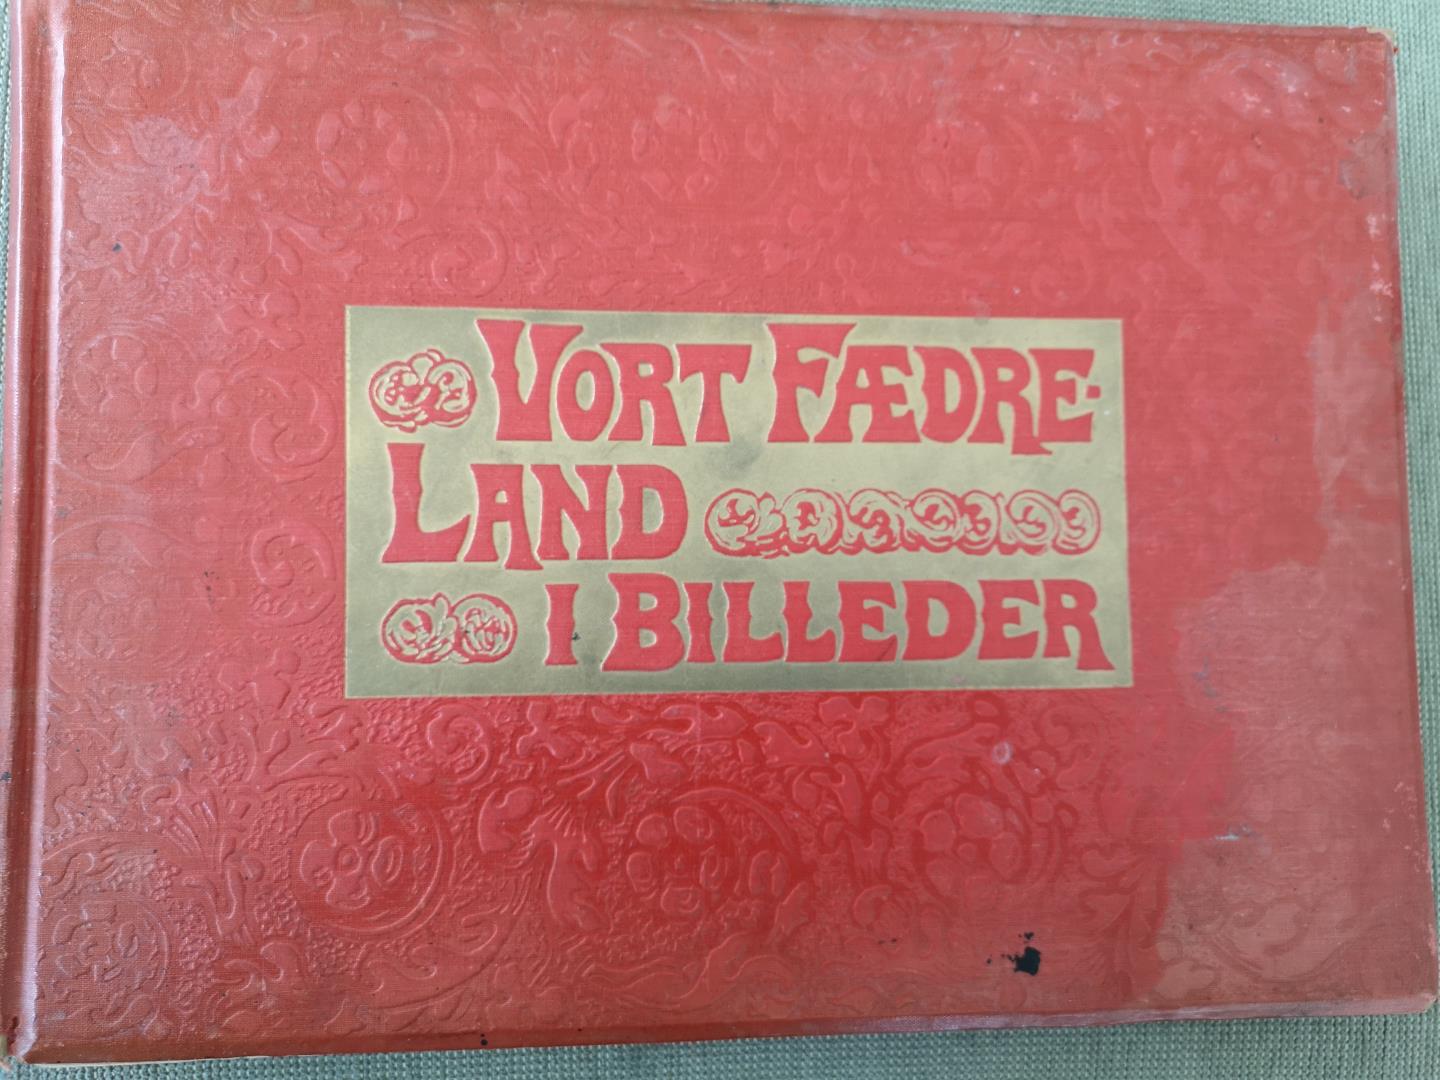 VORT FÆDRE-
LAND
I BILLEDER